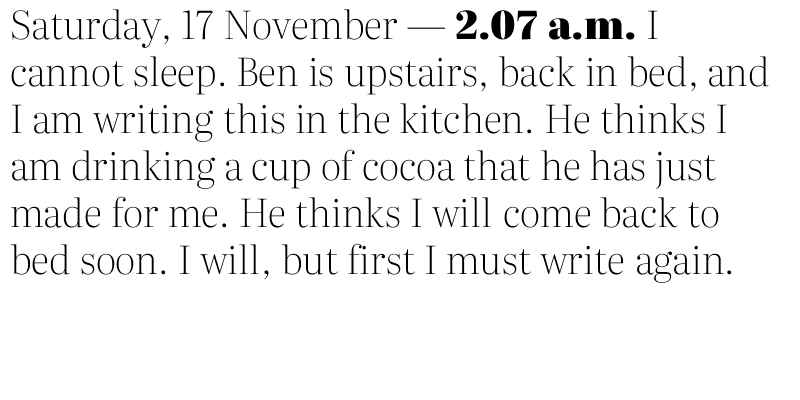 Saturday, 17 November — 2.07 a.m. I
cannot sleep. Ben is upstairs, back in bed, and
I am writing this in the kitchen. He thinks I
am drinking a cup of cocoa that he has just
made for me. He thinks I will come back to
bed soon. I will, but first I must write again.